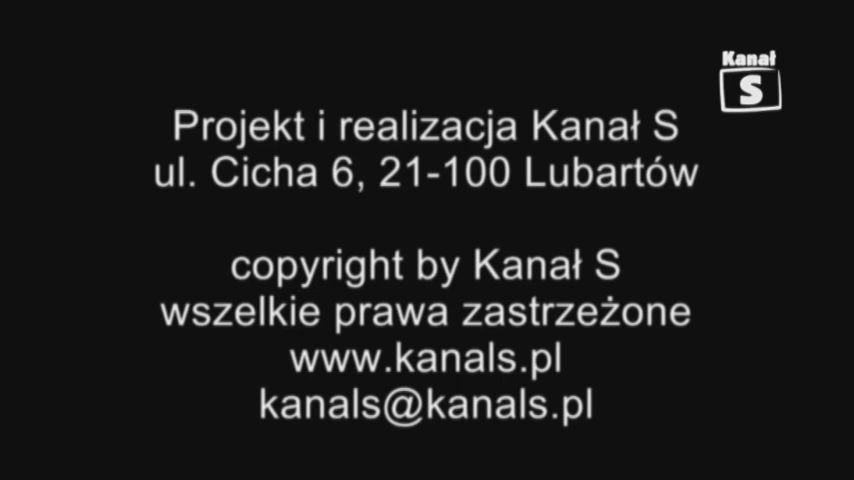 Kanał
S
Projekt i realizacja Kanał S
ul. Cicha 6, 21-100 Lubartów
copyright by Kanał S
wszelkie prawa zastrzeżone
www.kanals.pl
kanals@kanals.pl